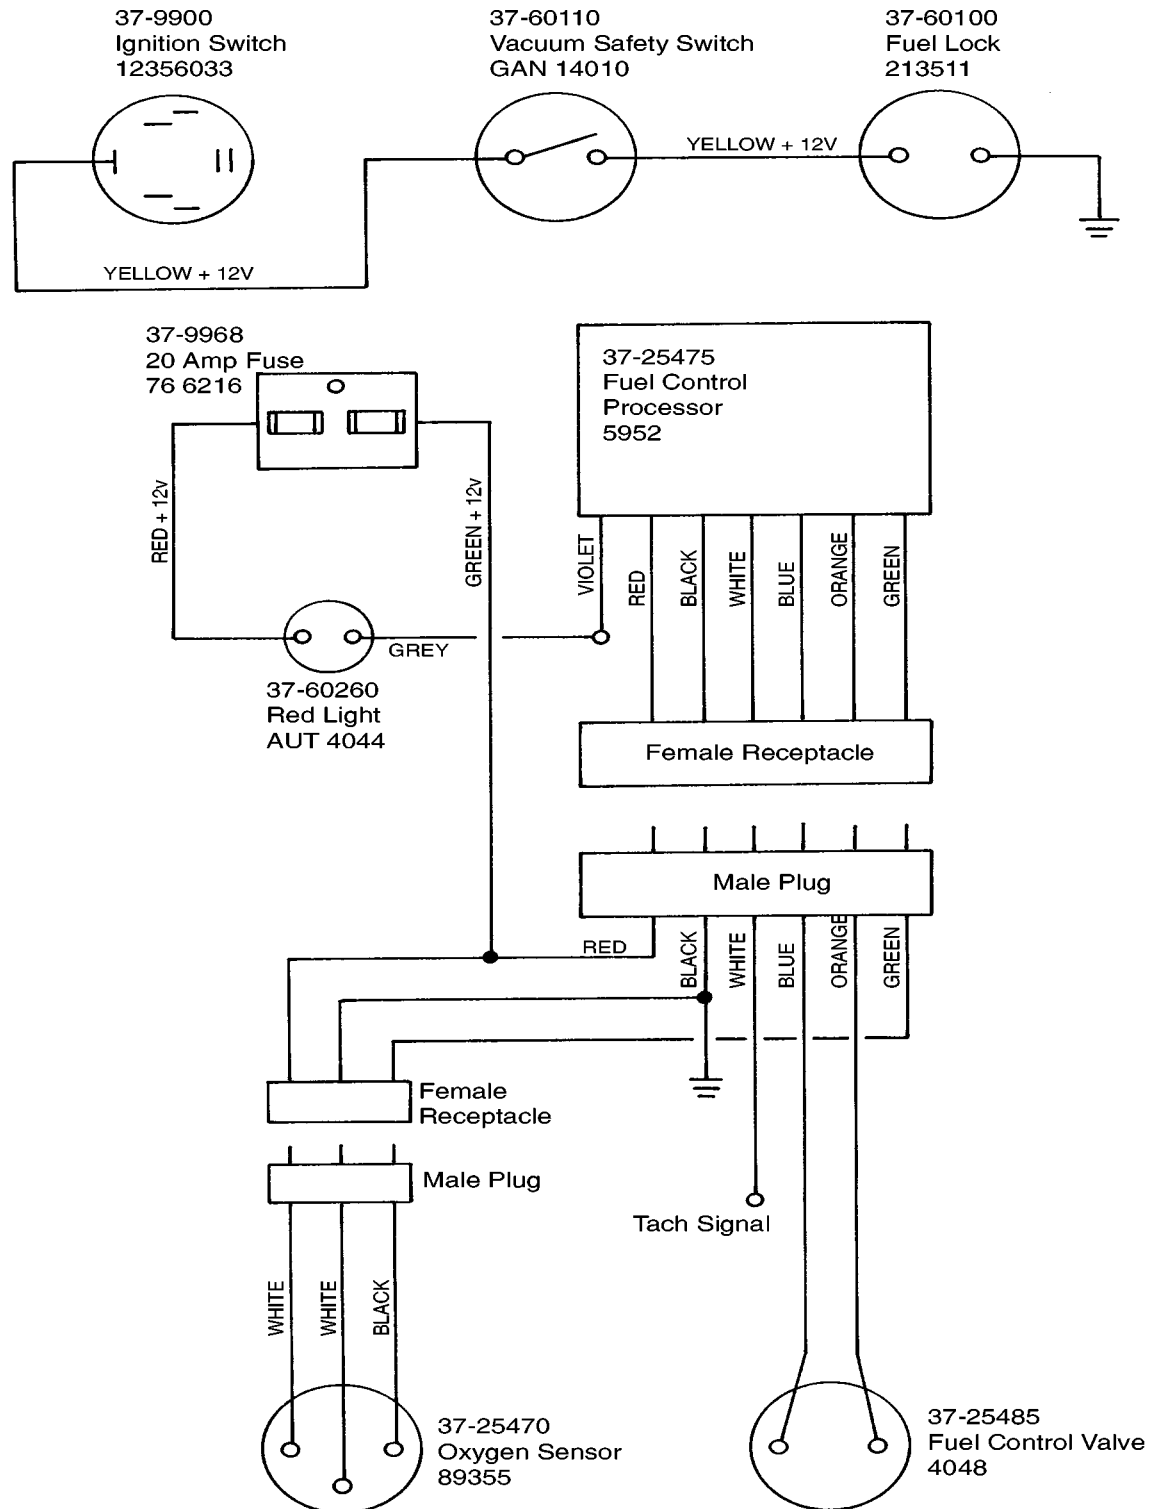 37-9900
Ignition Switch
12356033
37-60110
Vacuum Safety Switch
GAN 14010
37-60100
Fuel Lock
213511
YELLOW + 12V
YELLOW + 12V
37-9968
20 Amp Fuse
76 6216
37-25475
Fuel Control
Processor
5952
RED + 12v
GREEN + 12v
VIOLET
RED
BLACK
WHITE
BLUE
ORANGE
GREEN
GREY
37-60260
Red Light
AUT 4044
Female Receptacle
Male Plug
RED
BLACK
WHITE
BLUE
ORANGE
GREEN
Female
Receptacle
Male Plug
Tach Signal
WHITE
WHITE
BLACK
37-25470
Oxygen Sensor
89355
37-25485
Fuel Control Valve
4048